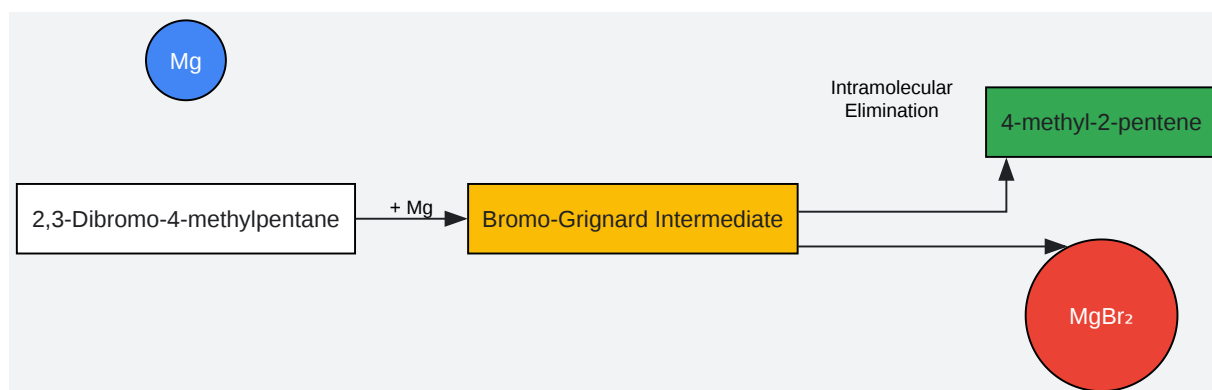 Mg
Intramolecular
Elimination
4-methyl-2-pentene
2,3-Dibromo-4-methylpentane
+ Mg
Bromo-Grignard Intermediate
MgBr₂